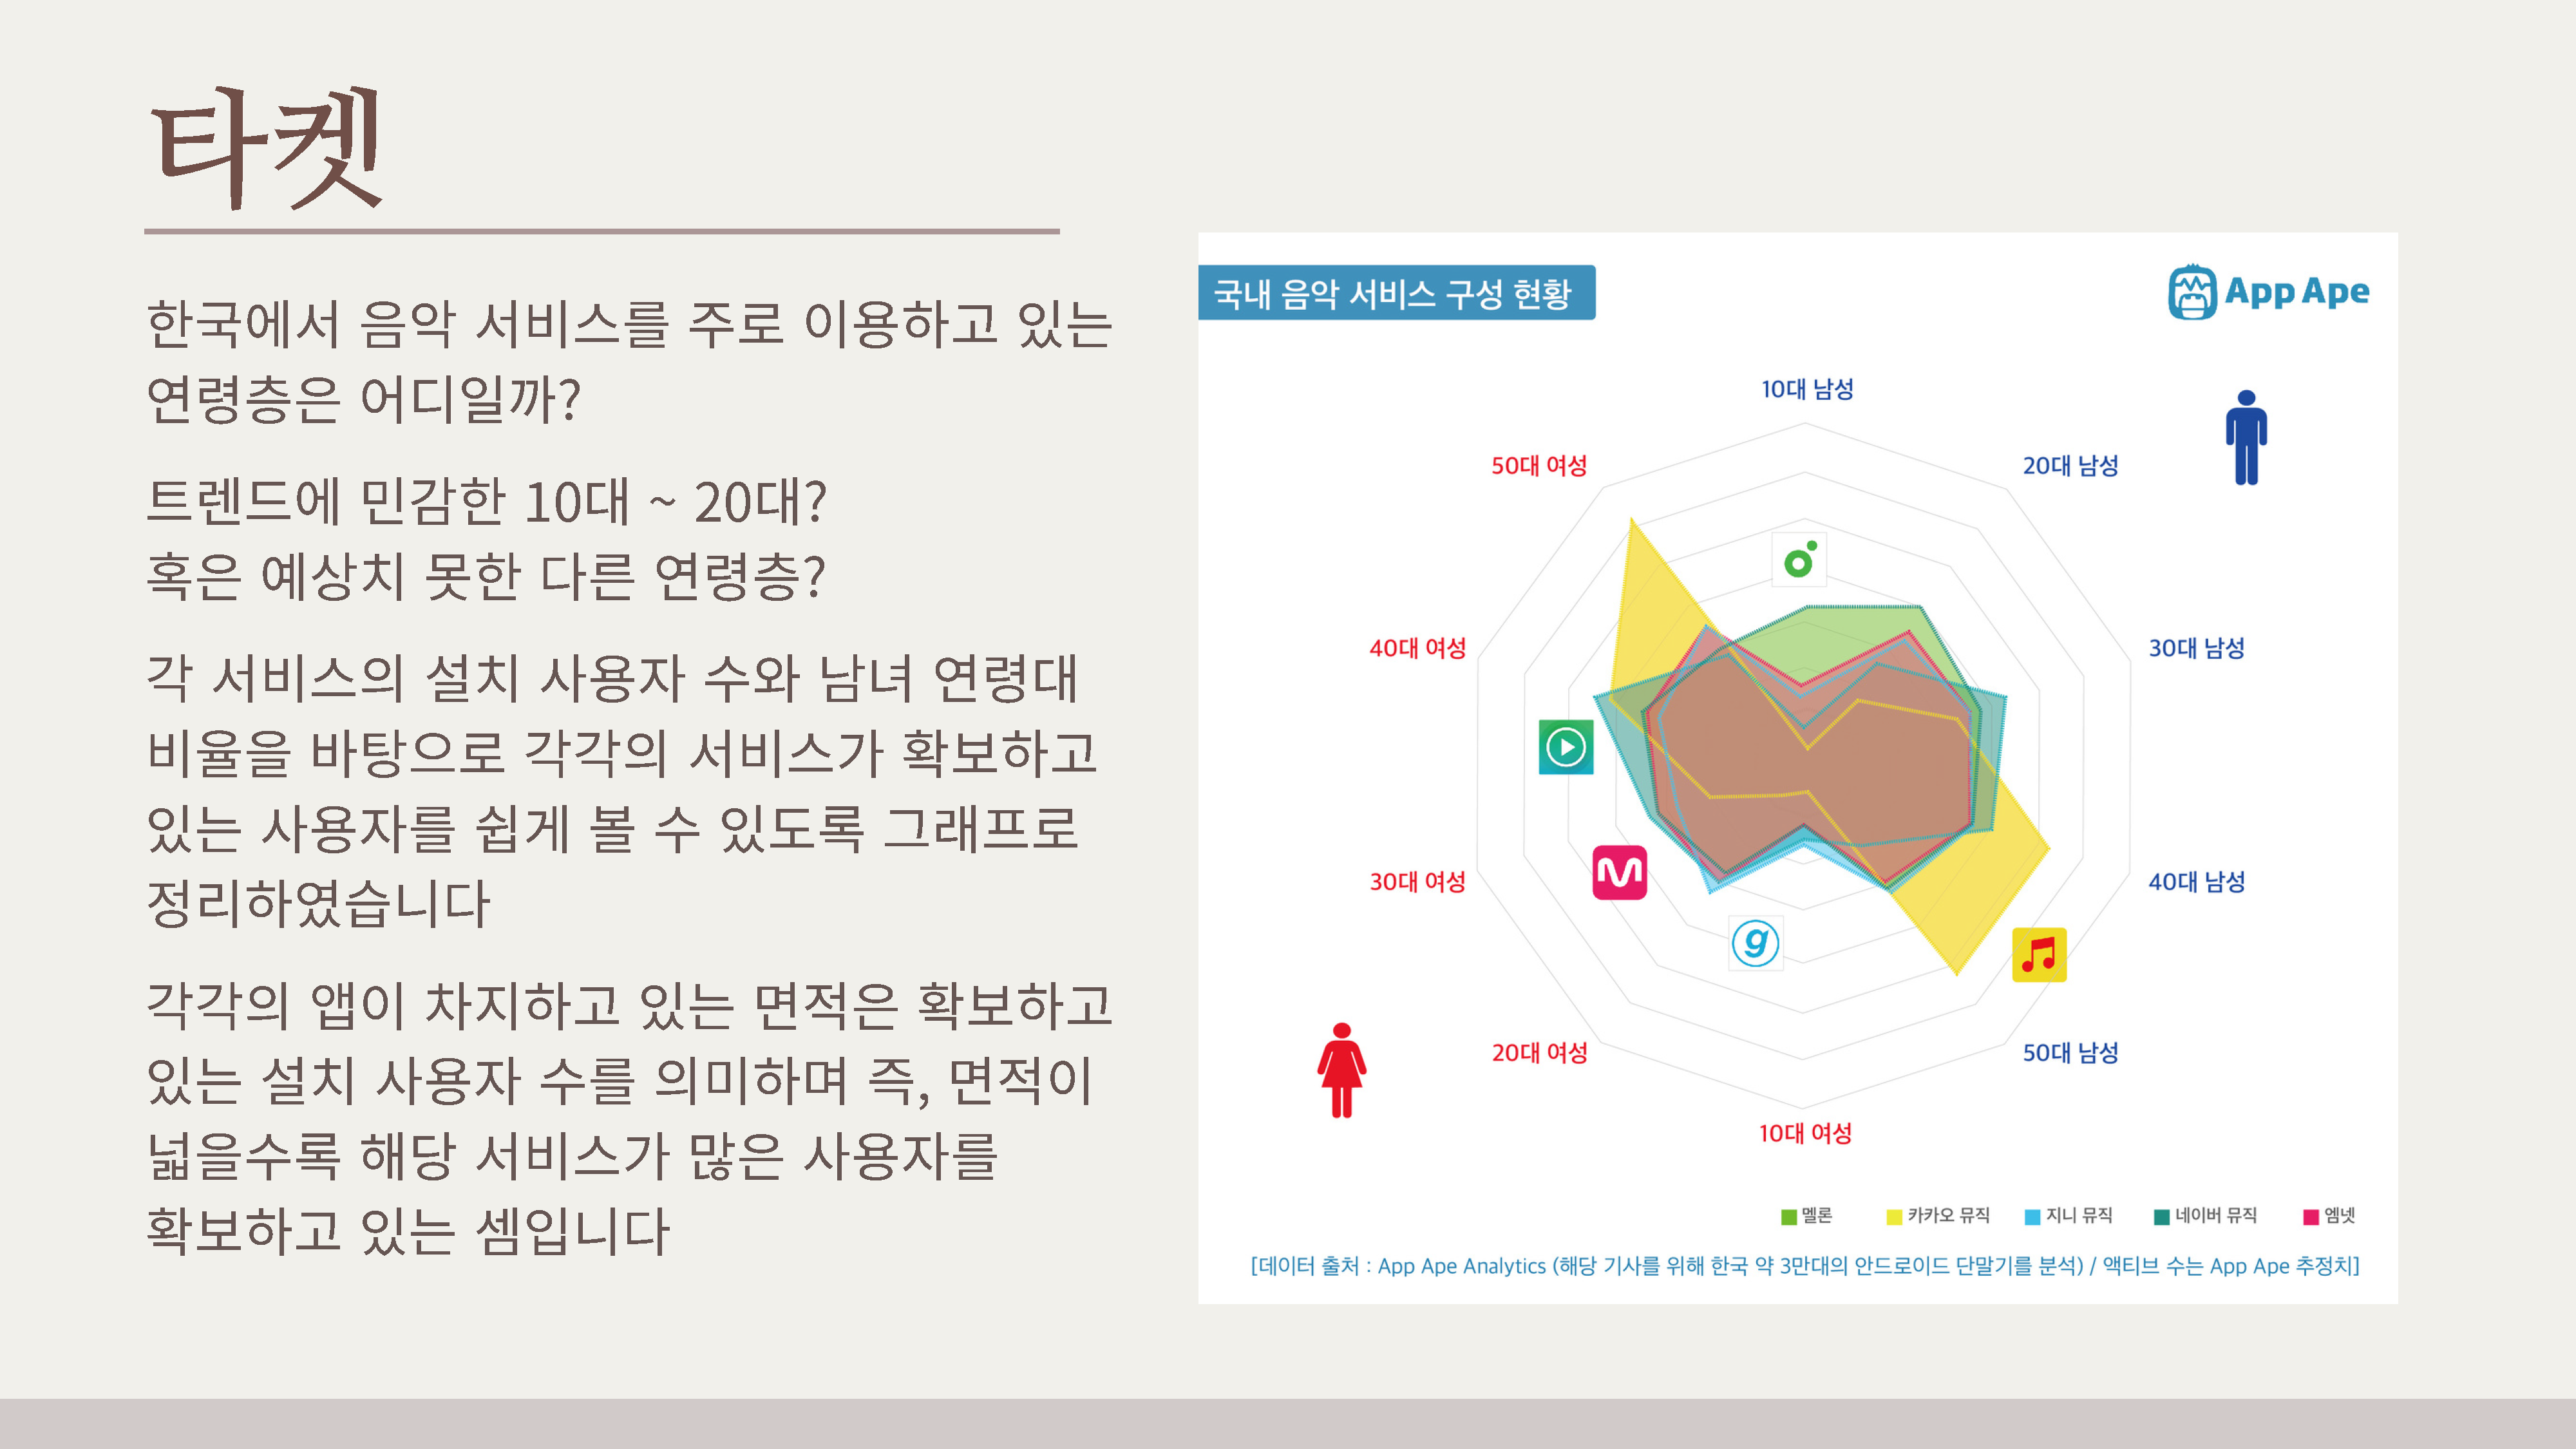 타켓
한국에서 음악 서비스를 주로 이용하고 있는
연령층은 어디일까?
트렌드에 민감한 10대 ~ 20대?
혹은 예상치 못한 다른 연령층?
각 서비스의 설치 사용자 수와 남녀 연령대
비율을 바탕으로 각각의 서비스가 확보하고
있는 사용자를 쉽게 볼 수 있도록 그래프로
정리하였습니다
각각의 앱이 차지하고 있는 면적은 확보하고
있는 설치 사용자 수를 의미하며 즉, 면적이
넓을수록 해당 서비스가 많은 사용자를
확보하고 있는 셈입니다
국내 음악 서비스 구성 현황
App Ape
10대 남성
50대 여성
20대 남성
40대 여성
30대 남성
30대 여성
40대 남성
g
20대 여성
50대 남성
10대 여성
멜론 카카오 뮤직 지니 뮤직 네이버 뮤직 엠넷
[데이터 출처 : App Ape Analytics (해당 기사를 위해 한국 약 3만대의 안드로이드 단말기를 분석) / 액티브 수는 App Ape 추정치]